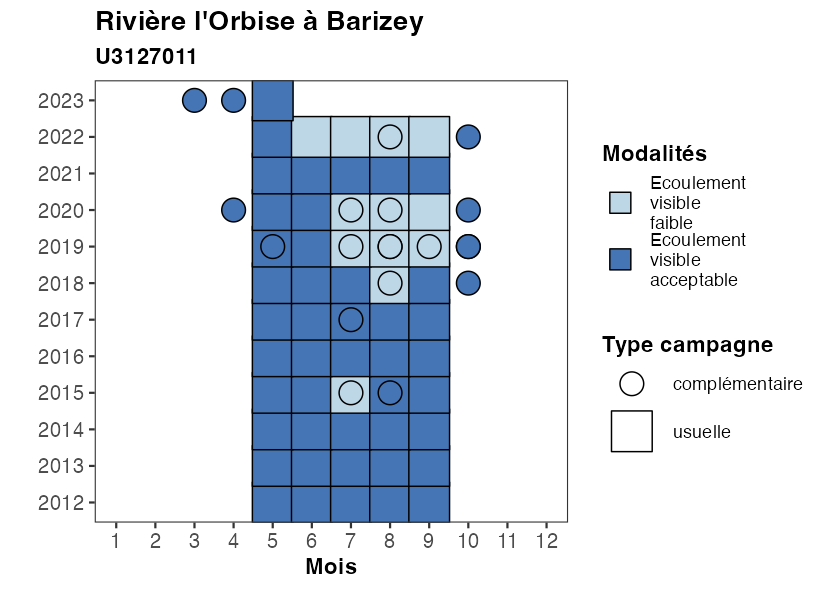 Rivière l'Orbise à Barizey
U3127011
2023
2022
2021
2020
2019
2018
2017
2016
2015
2014
2013
2012
1 2 3 4 5 6 7 8 9 10 11 12
Mois
Modalités
Ecoulement
visible
faible
Ecoulement
visible
acceptable
Type campagne
complémentaire
usuelle